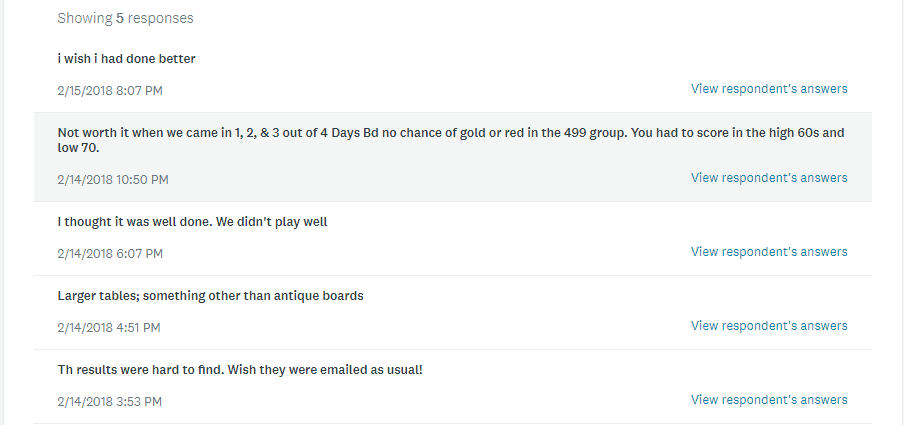 Showing 5 responses
i wish i had done better
2/15/2018 8:07 PM
View respondent's answers
Not worth it when we came in 1, 2, & 3 out of 4 Days Bd no chance of gold or red in the 499 group. You had to score in the high 60s and
low 70.
2/14/2018 10:50 PM
View respondent's answers
I thought it was well done. We didn't play well
2/14/2018 6:07 PM
View respondent's answers
Larger tables; something other than antique boards
2/14/2018 4:51 PM
View respondent's answers
Th results were hard to find. Wish they were emailed as usual!
2/14/2018 3:53 PM
View respondent's answers